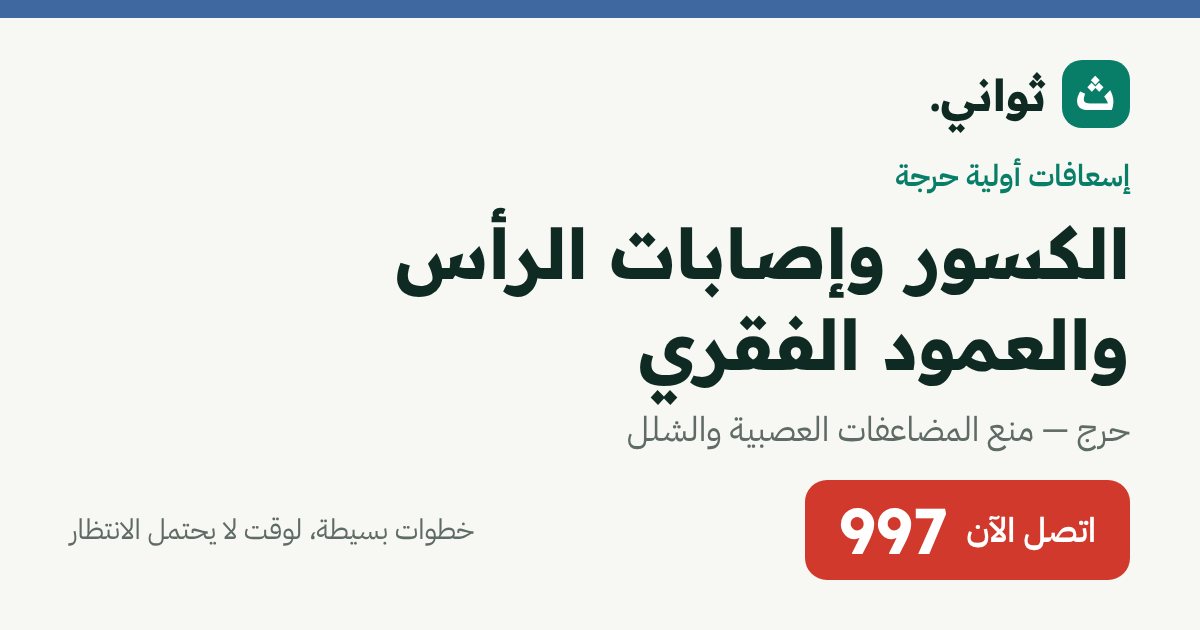 ث
ثواني.
إسعافات أولية حرجة
الكسور وإصابات الرأس
والعمود الفقري
حرج — منع المضاعفات العصبية والشلل
اتصل الآن 997
خطوات بسيطة، لوقت لا يحتمل الانتظار